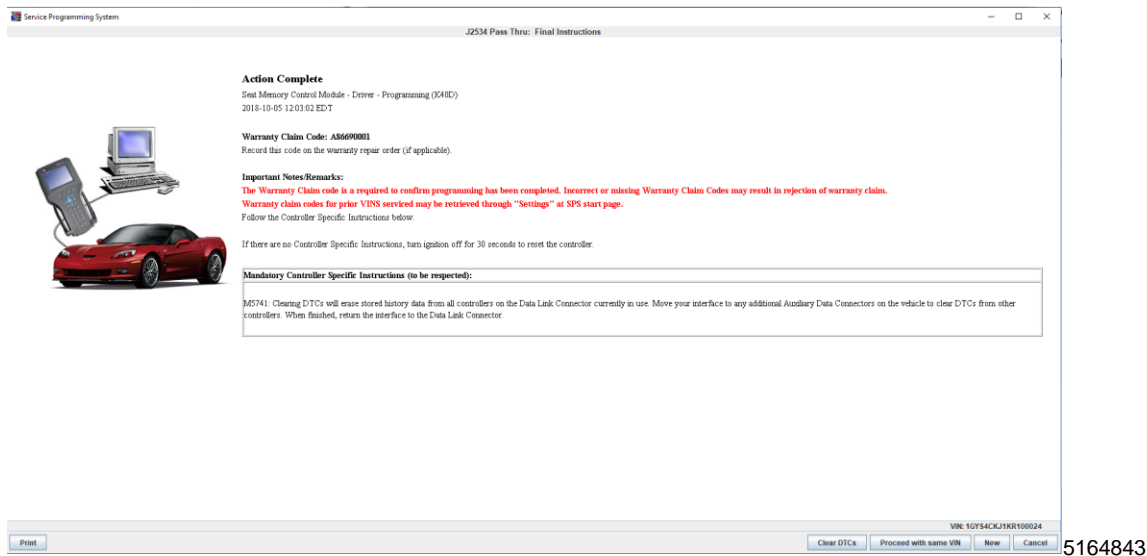 Service Programming System
J2534 Pass Thru: Final Instructions
Action Complete
Seat Memory Control Module - Driver - Programming (K40D)
2018-10-05 12:03:02 EDT
Warranty Claim Code: A86690001
Record this code on the warranty repair order (if applicable).
Important Notes/Remarks:
The Warranty Claim code is a required to confirm programming has been completed. Incorrect or missing Warranty Claim Codes may result in rejection of warranty claim.
Warranty claim codes for prior VINS serviced may be retrieved through "Settings" at SPS start page.
Follow the Controller Specific Instructions below.
If there are no Controller Specific Instructions, turn ignition off for 30 seconds to reset the controller.
Mandatory Controller Specific Instructions (to be respected):
M5741: Clearing DTCs will erase stored history data from all controllers on the Data Link Connector currently in use. Move your interface to any additional Auxiliary Data Connectors on the vehicle to clear DTCs from other
controllers. When finished, return the interface to the Data Link Connector.
VIN: 1GYS4CKJ1KR100024
Print
Clear DTCs
Proceed with same VIN
New
Cancel
5164843